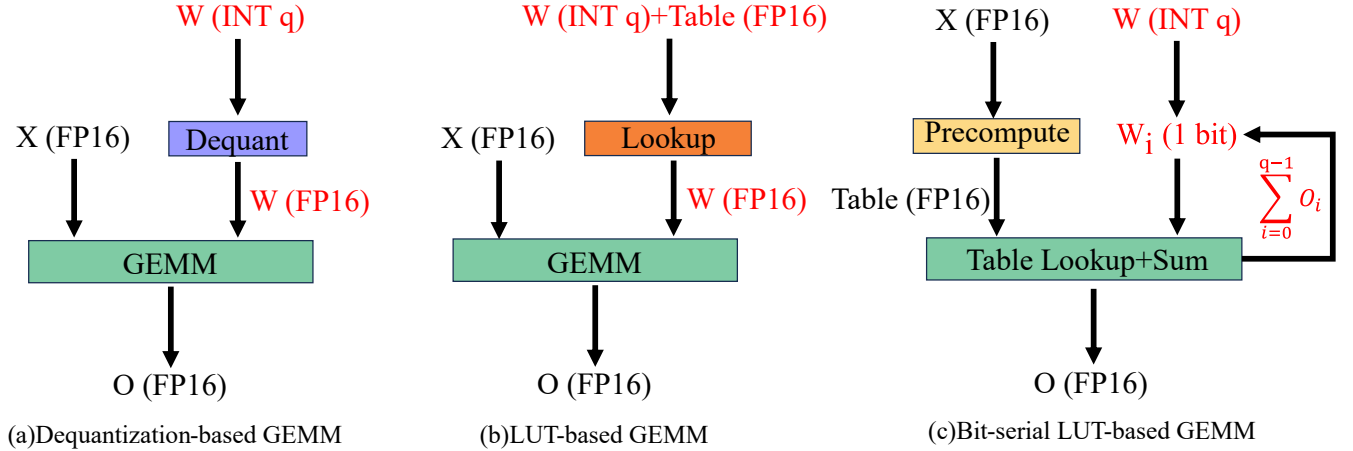 W (INT q)
X (FP16)
Dequant
W (FP16)
GEMM
O (FP16)
(a)Dequantization-based GEMM
W (INT q)+Table (FP16)
X (FP16)
Lookup
W (FP16)
GEMM
O (FP16)
(b)LUT-based GEMM
X (FP16)
W (INT q)
Precompute
W_i (1 bit)
Table (FP16)
q−1
∑ O_i
i=0
Table Lookup+Sum
O (FP16)
(c)Bit-serial LUT-based GEMM